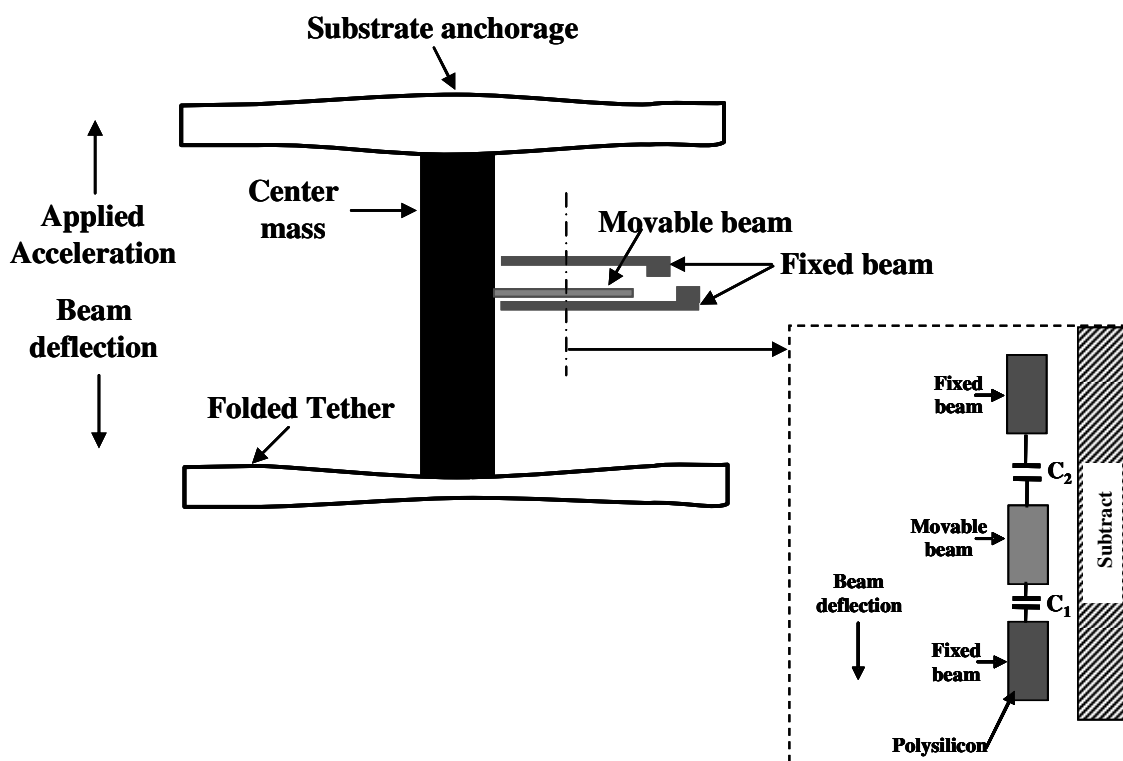 Substrate anchorage
Center
mass
Applied
Acceleration
Movable beam
Fixed beam
Beam
deflection
Folded Tether
Fixed
beam
C2
Movable
beam
Subtract
Beam
deflection
C1
Fixed
beam
Polysilicon